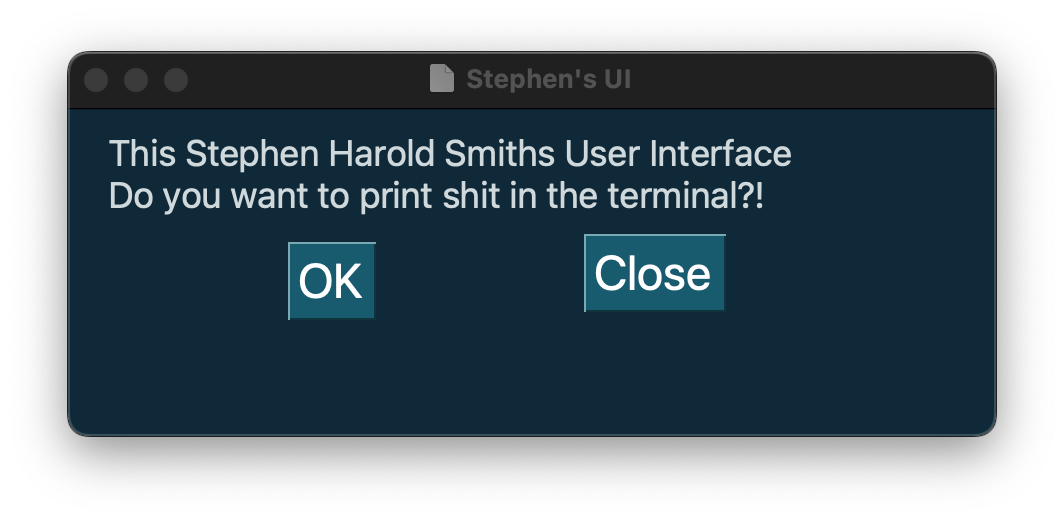 Stephen's UI
This Stephen Harold Smiths User Interface
Do you want to print shit in the terminal?!
OK Close